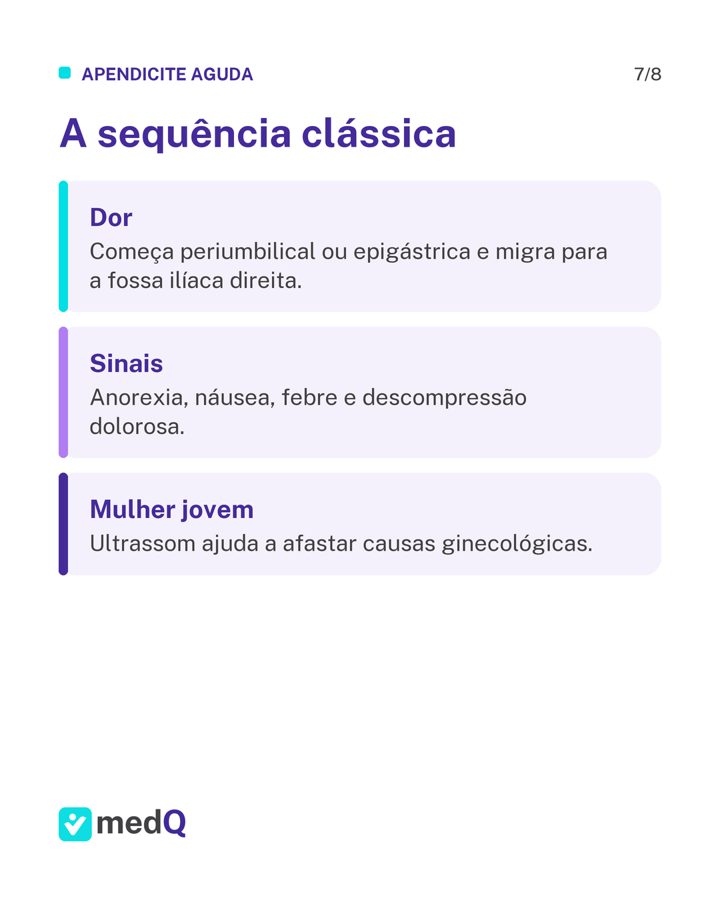 APENDICITE AGUDA
7/8
A sequência clássica
Dor
Começa periumbilical ou epigástrica e migra para
a fossa ilíaca direita.
Sinais
Anorexia, náusea, febre e descompressão
dolorosa.
Mulher jovem
Ultrassom ajuda a afastar causas ginecológicas.
medQ